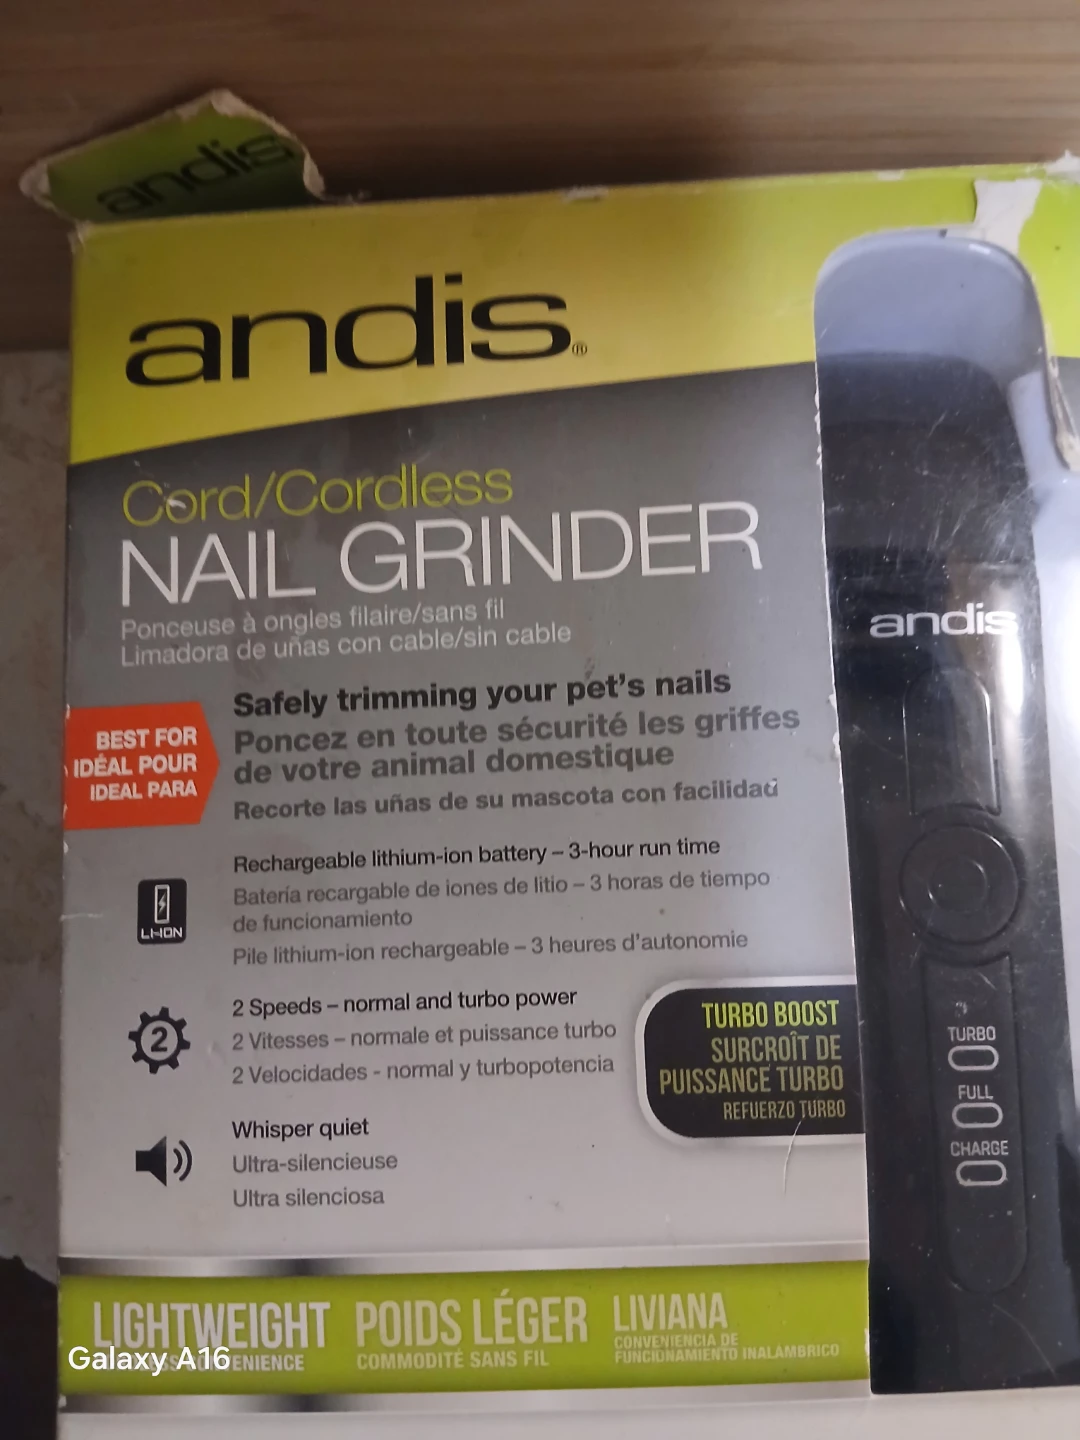 andis
andis®
Cord/Cordless
NAIL GRINDER
Ponceuse à ongles filaire/sans fil
Limadora de uñas con cable/sin cable
BEST FOR
IDÉAL POUR
IDEAL PARA
Safely trimming your pet's nails
Poncez en toute sécurité les griffes
de votre animal domestique
Recorte las uñas de su mascota con facilidad
LI-ION
Rechargeable lithium-ion battery – 3-hour run time
Batería recargable de iones de litio – 3 horas de tiempo
de funcionamiento
Pile lithium-ion rechargeable – 3 heures d'autonomie
2
2 Speeds – normal and turbo power
2 Vitesses – normale et puissance turbo
2 Velocidades - normal y turbopotencia
Whisper quiet
Ultra-silencieuse
Ultra silenciosa
TURBO BOOST
SURCROÎT DE
PUISSANCE TURBO
REFUERZO TURBO
andis
TURBO
FULL
CHARGE
LIGHTWEIGHT
POIDS LÉGER
COMMODITÉ SANS FIL
LIVIANA
CONVENIENCIA DE
FUNCIONAMIENTO INALÁMBRICO
Galaxy A16